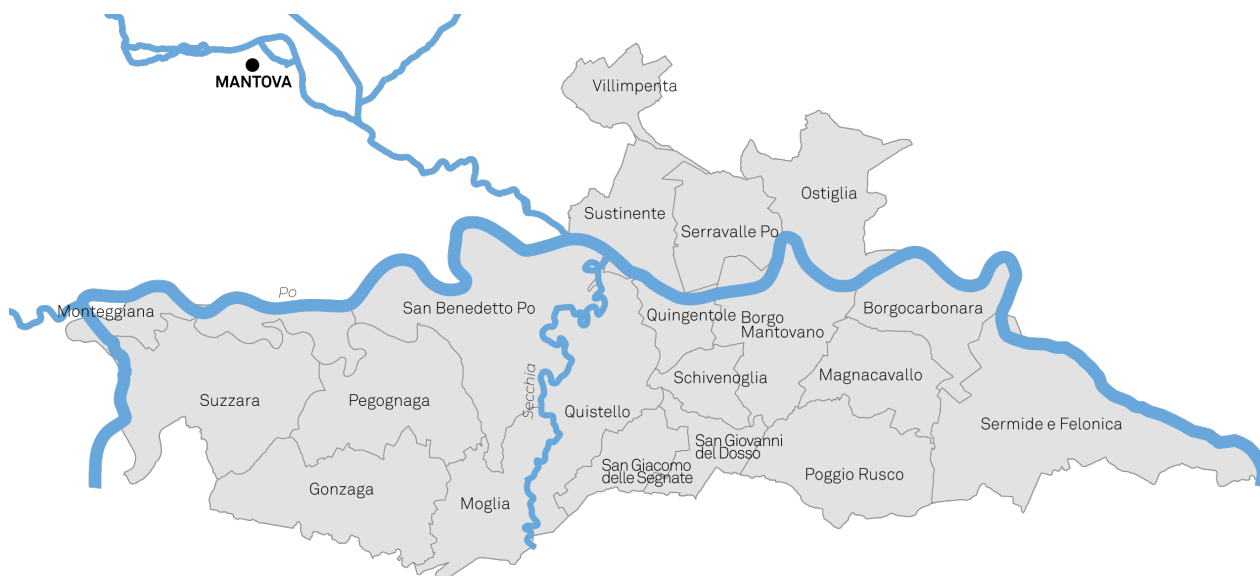 MANTOVA
Villimpenta
Ostiglia
Sustinente
Serravalle Po
Po
Monteggiana
San Benedetto Po
Quingentole
Borgo
Mantovano
Borgocarbonara
Secchia
Schivenoglia
Magnacavallo
Suzzara
Pegognaga
Quistello
Sermide e Felonica
San Giovanni
del Dosso
San Giacomo
delle Segnate
Poggio Rusco
Gonzaga
Moglia